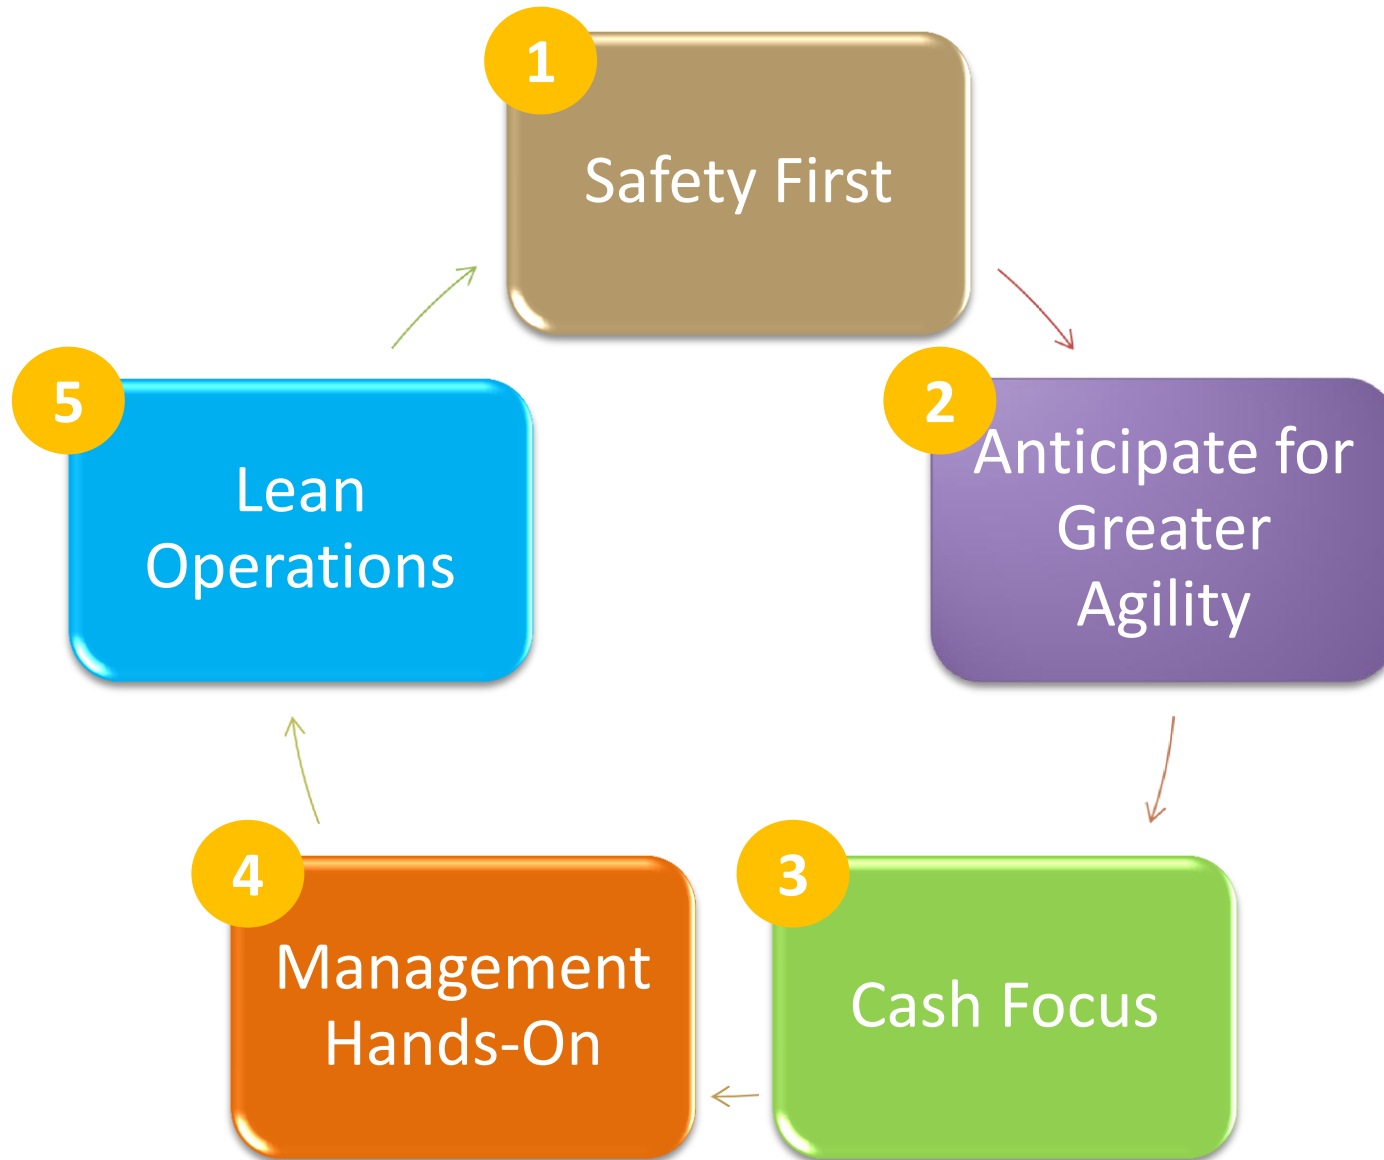 1
Safety First
2
Anticipate for
Greater
Agility
3
Cash Focus
4
Management
Hands-On
5
Lean
Operations